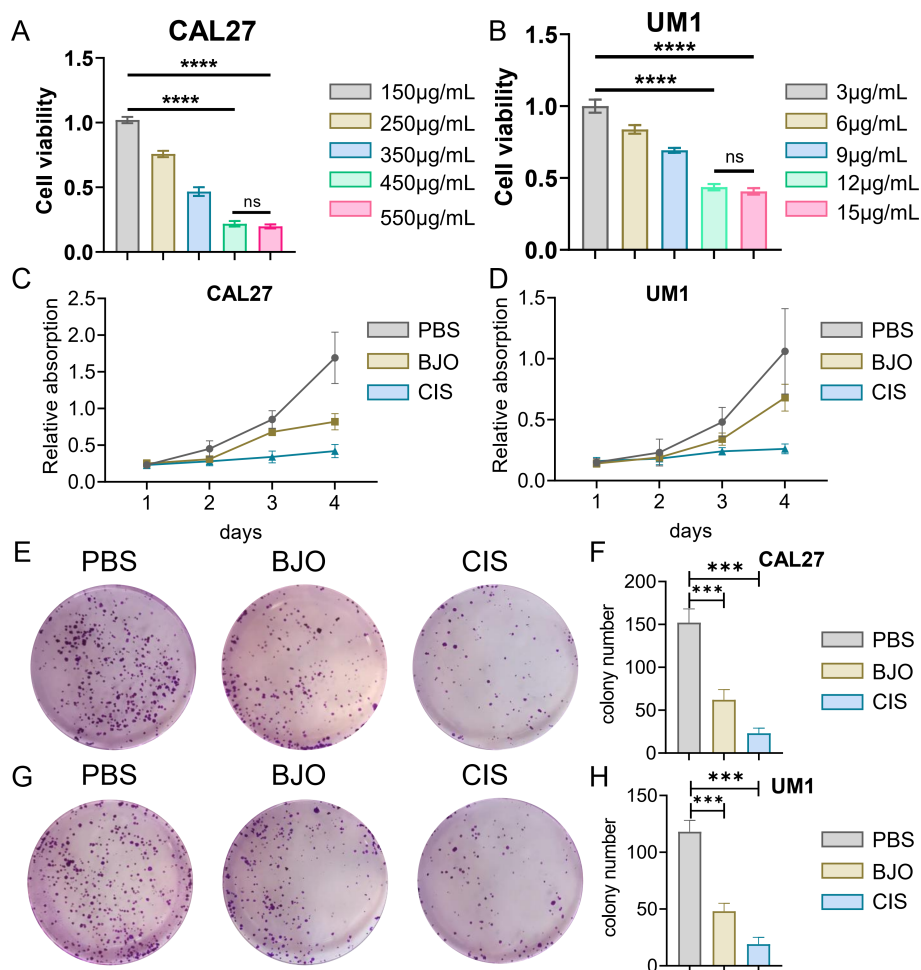 A
CAL27
Cell viability
1.5
1.0
0.5
0.0
****
****
ns
150µg/mL
250µg/mL
350µg/mL
450µg/mL
550µg/mL
B
UM1
Cell viability
1.5
1.0
0.5
0.0
****
****
ns
3µg/mL
6µg/mL
9µg/mL
12µg/mL
15µg/mL
C
CAL27
Relative absorption
2.5
2.0
1.5
1.0
0.5
0.0
1 2 3 4
days
PBS
BJO
CIS
D
UM1
Relative absorption
1.5
1.0
0.5
0.0
1 2 3 4
days
PBS
BJO
CIS
E
PBS BJO CIS
F
CAL27
colony number
200
150
100
50
0
***
***
PBS
BJO
CIS
G
PBS BJO CIS
H
UM1
colony number
150
100
50
0
***
***
PBS
BJO
CIS